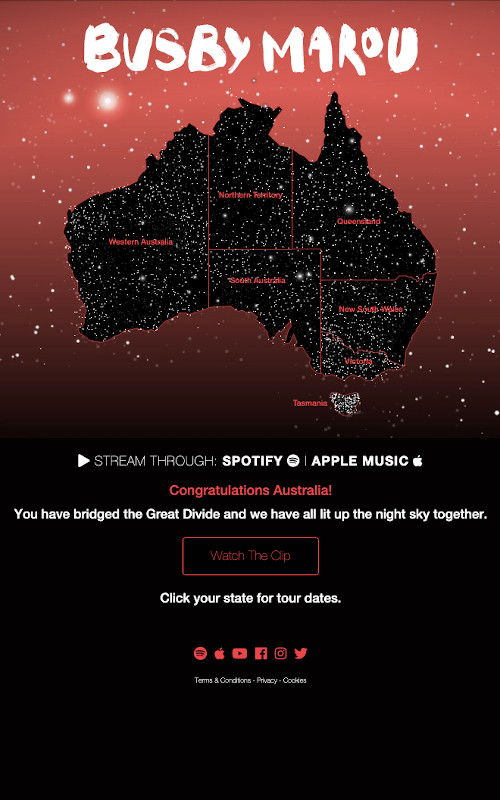 BUSBY MAROU
Northern Territory
Queensland
Western Australia
South Australia
New South Wales
Victoria
Tasmania
STREAM THROUGH: SPOTIFY | APPLE MUSIC
Congratulations Australia!
You have bridged the Great Divide and we have all lit up the night sky together.
Watch The Clip
Click your state for tour dates.
Terms & Conditions - Privacy - Cookies